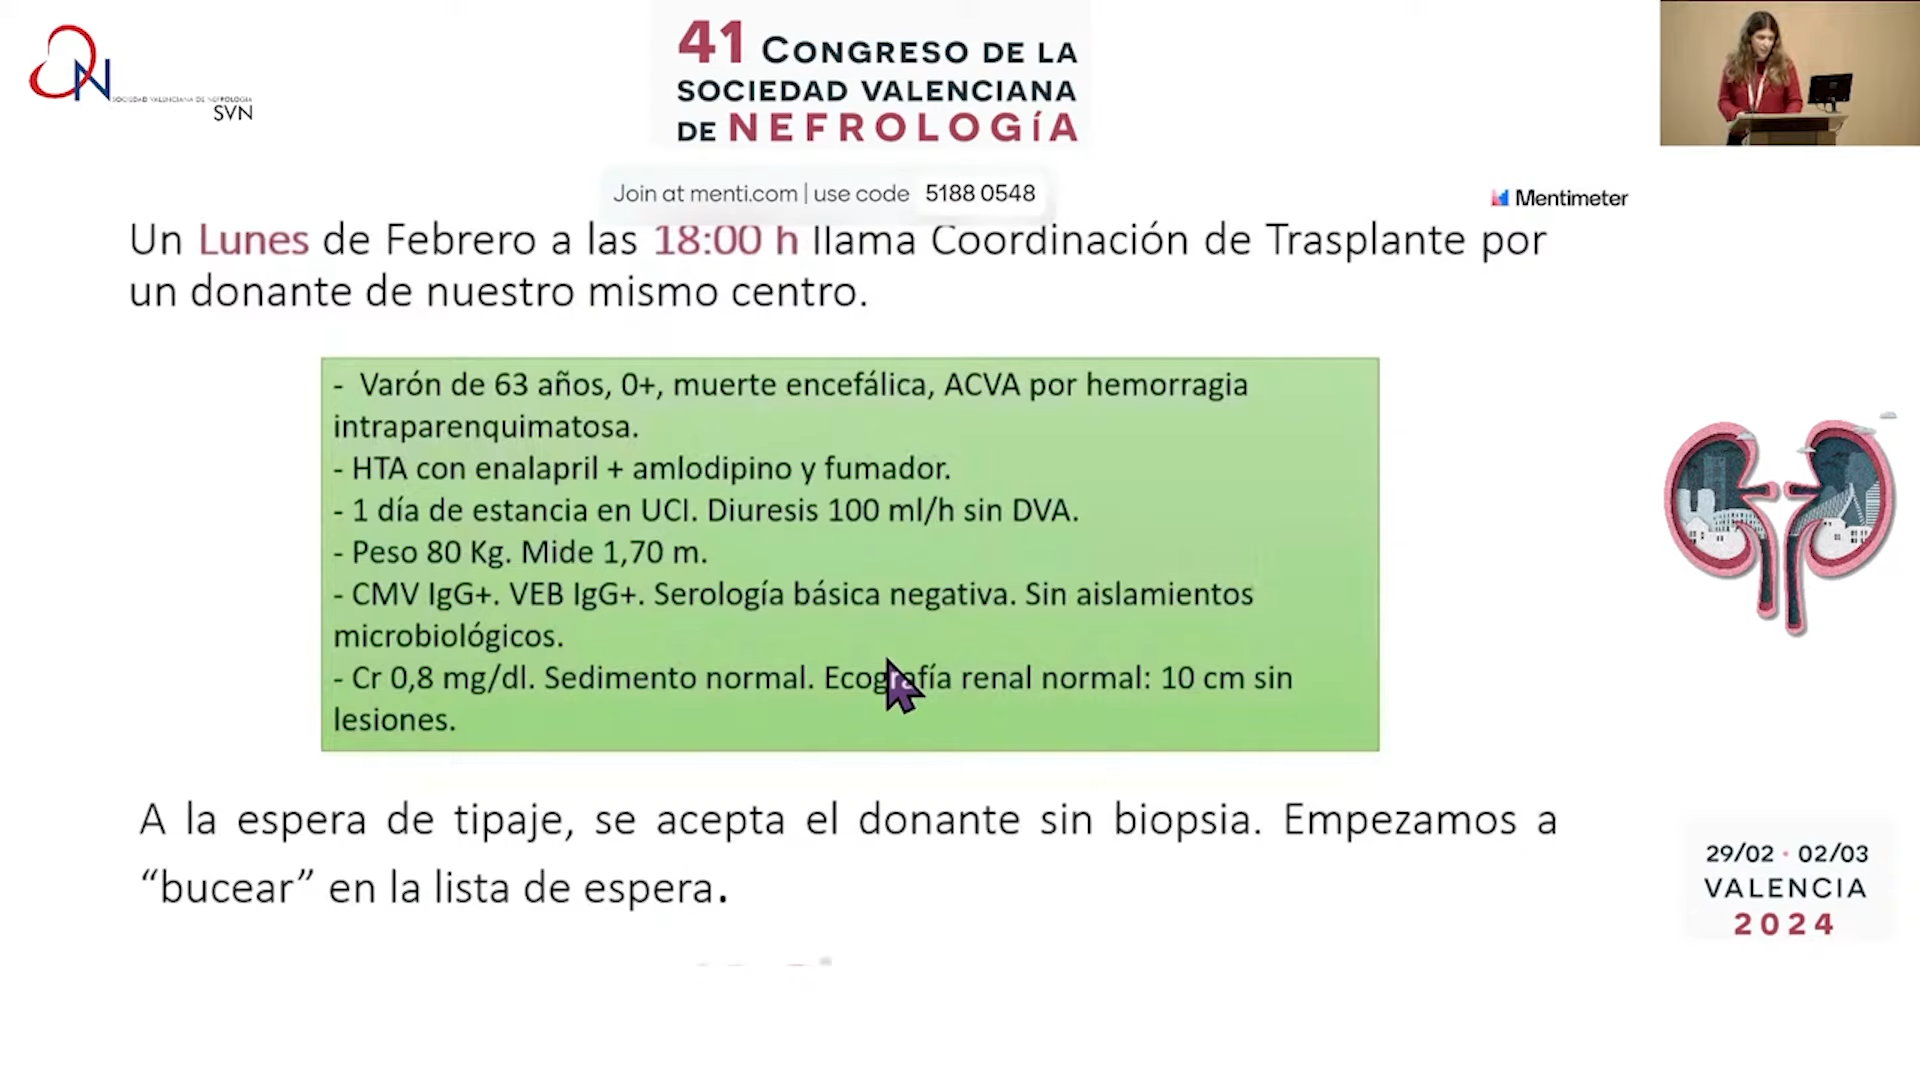 41 CONGRESO DE LA
SOCIEDAD VALENCIANA
DE NEFROLOGÍA
SOCIEDAD VALENCIANA DE NEFROLOGÍA
SVN
Join at menti.com | use code 5188 0548
Mentimeter
Un Lunes de Febrero a las 18:00 h llama Coordinación de Trasplante por
un donante de nuestro mismo centro.
- Varón de 63 años, 0+, muerte encefálica, ACVA por hemorragia
intraparenquimatosa.
- HTA con enalapril + amlodipino y fumador.
- 1 día de estancia en UCI. Diuresis 100 ml/h sin DVA.
- Peso 80 Kg. Mide 1,70 m.
- CMV IgG+. VEB IgG+. Serología básica negativa. Sin aislamientos
microbiológicos.
- Cr 0,8 mg/dl. Sedimento normal. Ecografía renal normal: 10 cm sin
lesiones.
A la espera de tipaje, se acepta el donante sin biopsia. Empezamos a
“bucear” en la lista de espera.
29/02 · 02/03
VALENCIA
2024